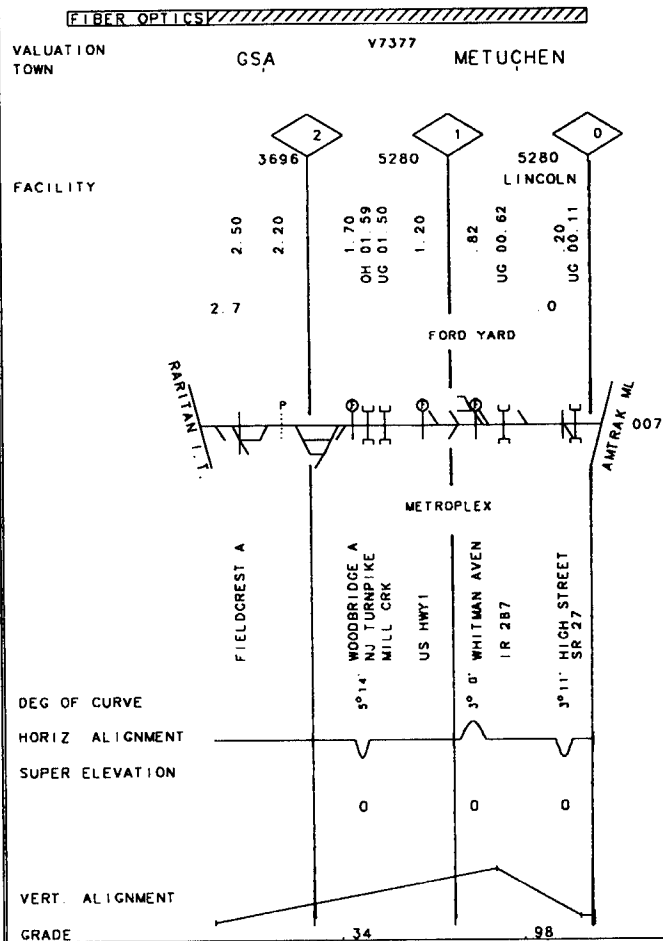 FIBER OPTICS
VALUATION V7377
TOWN GSA METUCHEN
2 1 0
3696 5280 5280
FACILITY LINCOLN
2.50 2.20 1.70 OH 01.59 UG 01.50 1.20 .82 UG 00.62 .20 UG 00.11
2.7 .0
FORD YARD
RARITAN I.T. P F F F AMTRAK ML 007
METROPLEX
FIELDCREST A WOODBRIDGE A NJ TURNPIKE MILL CRK US HWY1 WHITMAN AVEN IR 287 HIGH STREET SR 27
DEG OF CURVE 5°14' 3° 0' 3°11'
HORIZ ALIGNMENT
SUPER ELEVATION
0 0 0
VERT. ALIGNMENT
GRADE .34 .98